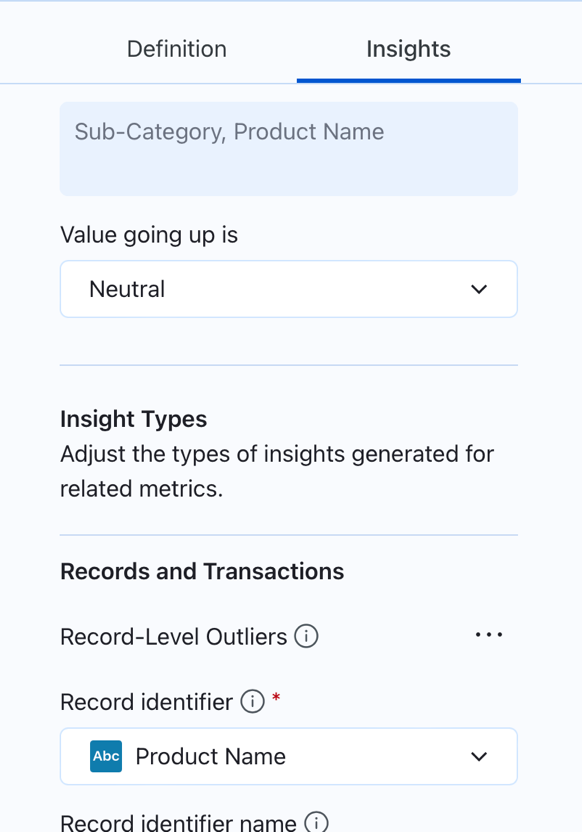 Definition Insights
Sub-Category, Product Name
Value going up is
Neutral
Insight Types
Adjust the types of insights generated for
related metrics.
Records and Transactions
Record-Level Outliers
Record identifier *
Abc Product Name
Record identifier name